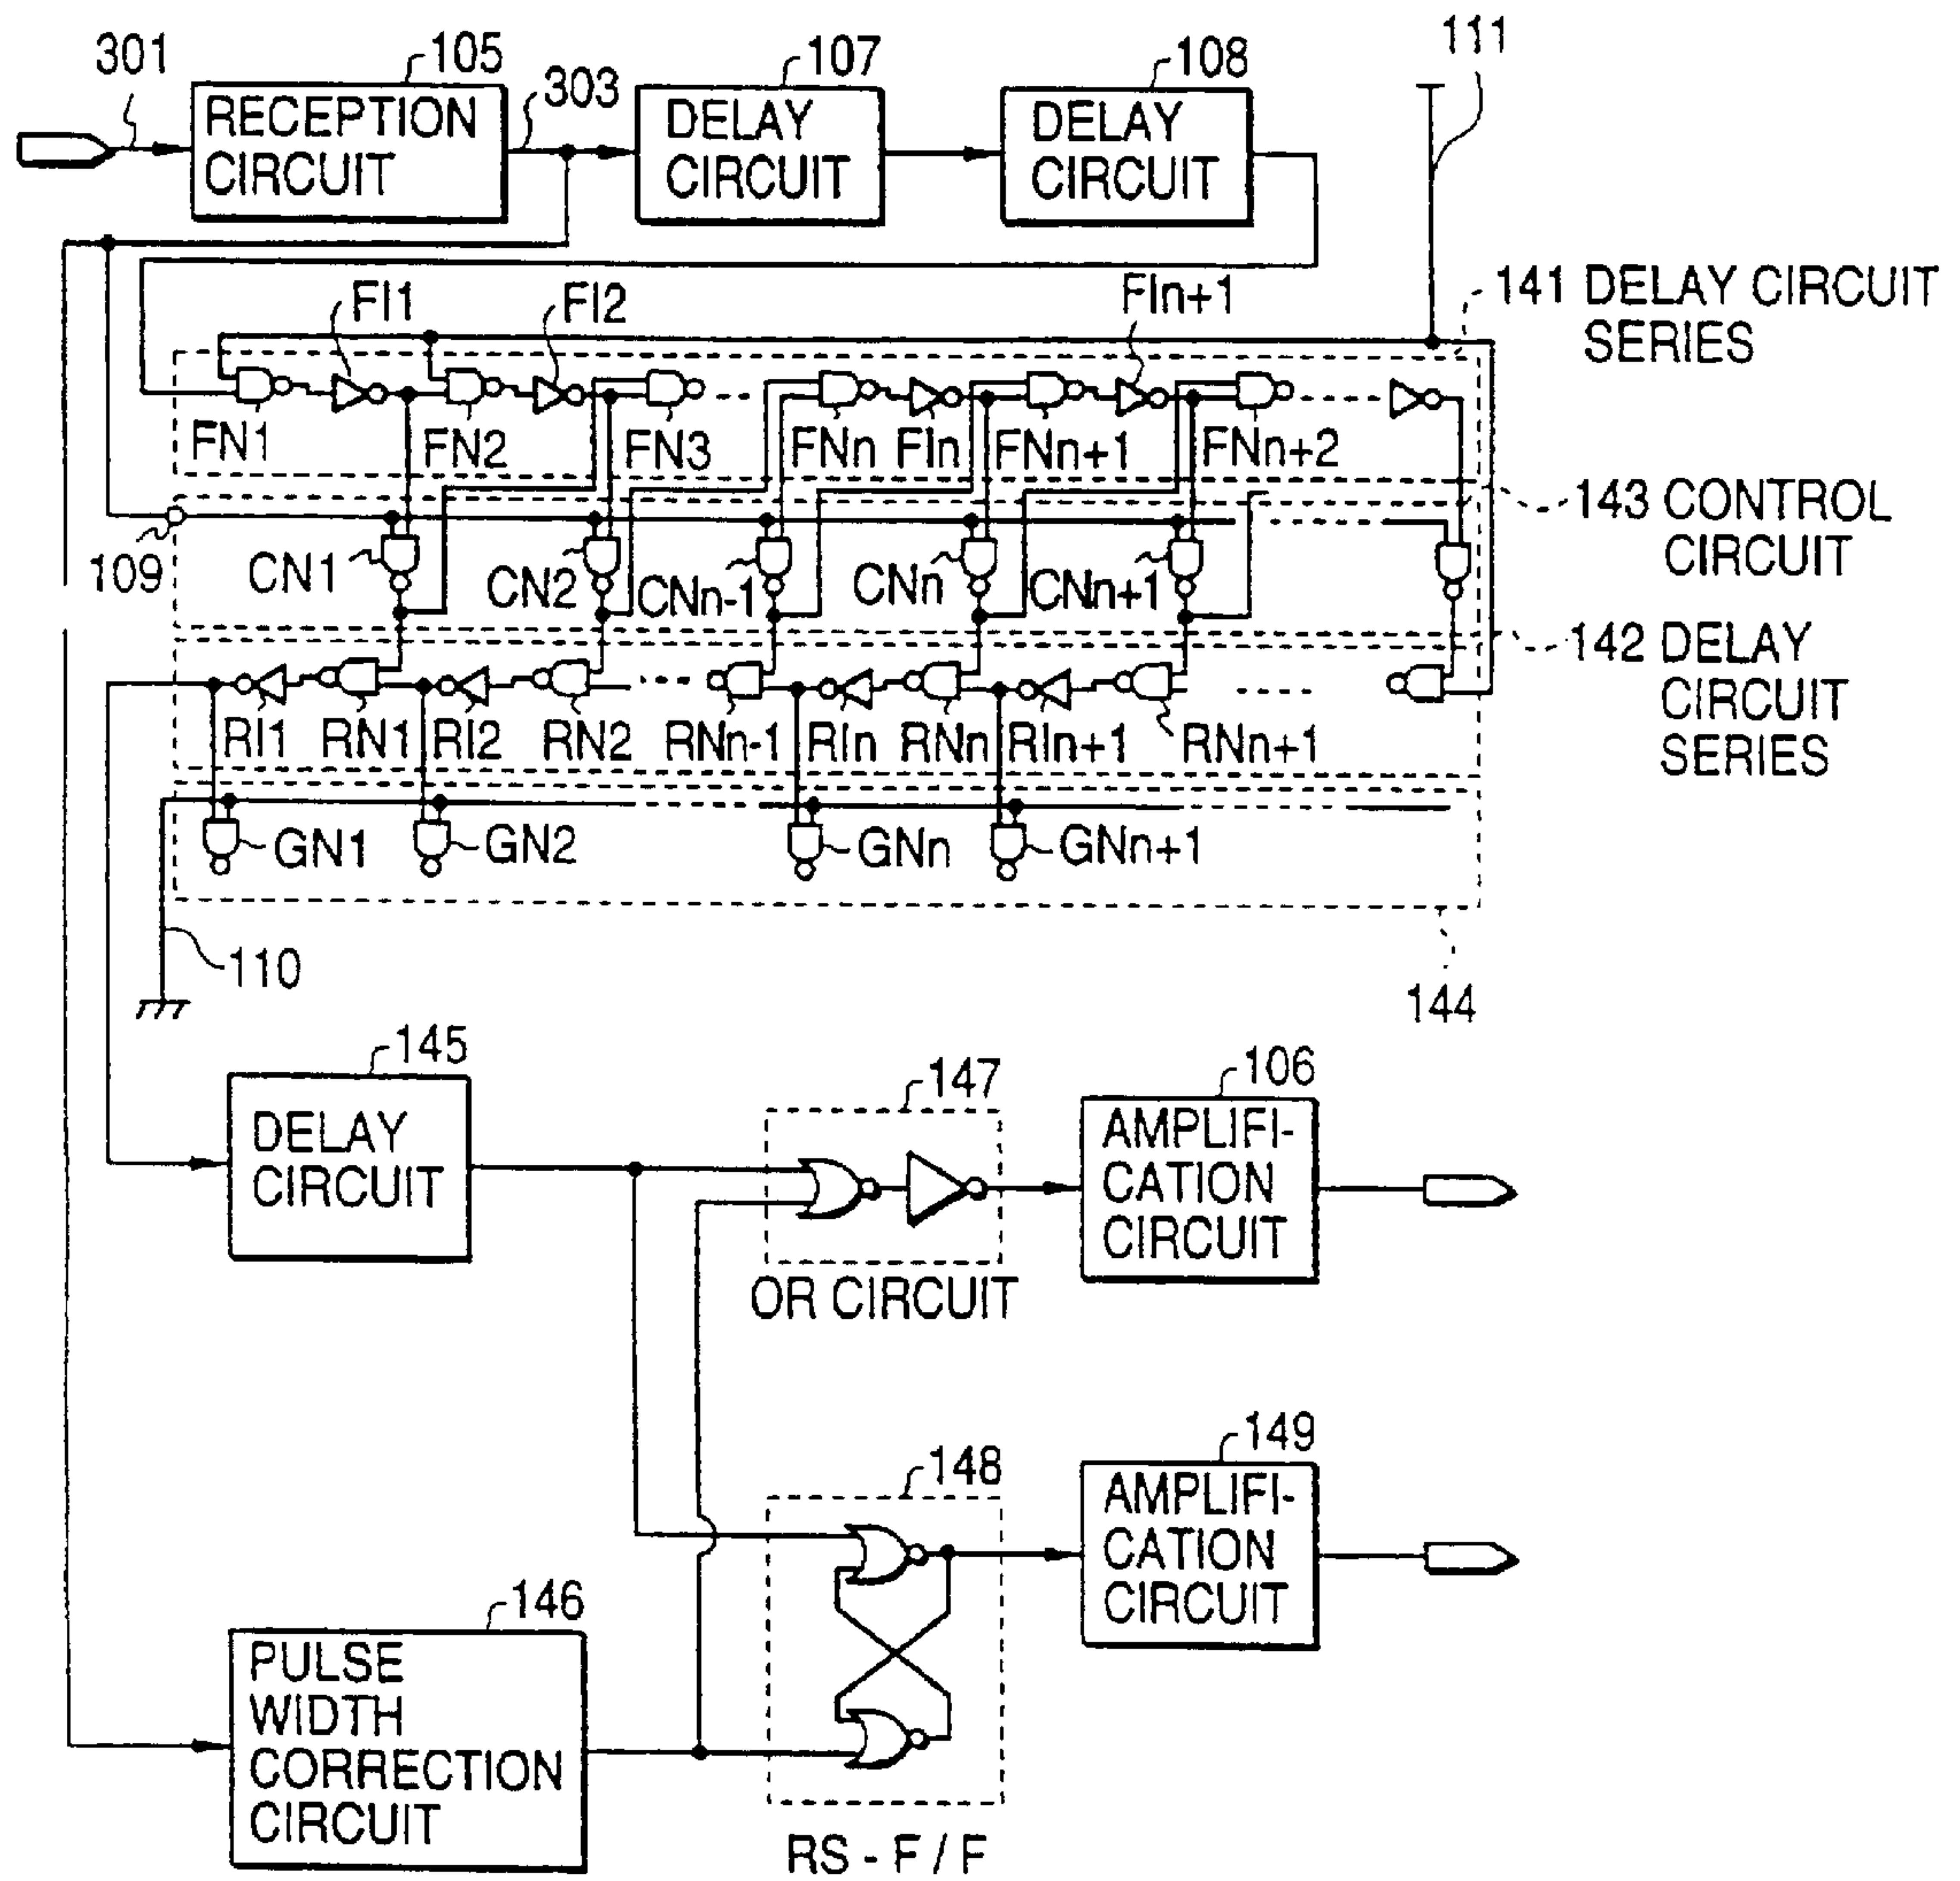 301
105
303
107
108
111
RECEPTION
CIRCUIT
DELAY
CIRCUIT
DELAY
CIRCUIT
FI1
FI2
FIn+1
141 DELAY CIRCUIT
SERIES
FN1
FN2
FN3
FNn
FIn
FNn+1
FNn+2
143 CONTROL
CIRCUIT
109
CN1
CN2
CNn-1
CNn
CNn+1
142 DELAY
CIRCUIT
SERIES
RI1
RN1
RI2
RN2
RNn-1
RIn
RNn
RIn+1
RNn+1
GN1
GN2
GNn
GNn+1
110
144
145
DELAY
CIRCUIT
147
OR CIRCUIT
106
AMPLIFI-
CATION
CIRCUIT
148
149
AMPLIFI-
CATION
CIRCUIT
146
PULSE
WIDTH
CORRECTION
CIRCUIT
RS - F / F